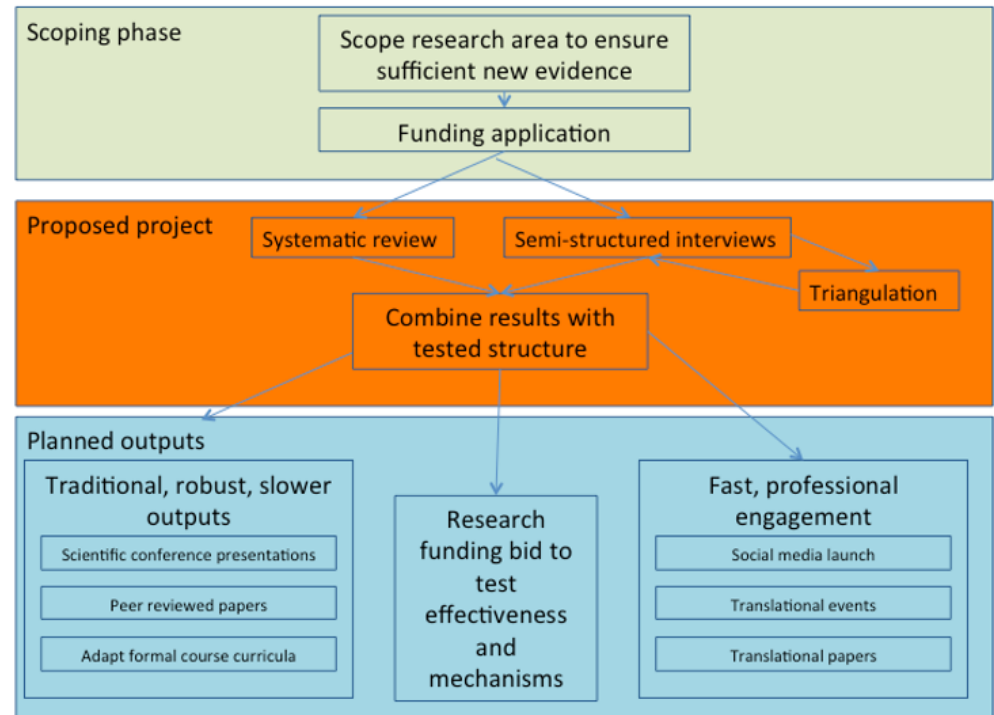 Scoping phase
Scope research area to ensure
sufficient new evidence
Funding application
Proposed project
Systematic review
Semi-structured interviews
Triangulation
Combine results with
tested structure
Planned outputs
Traditional, robust, slower
outputs
Scientific conference presentations
Peer reviewed papers
Adapt formal course curricula
Research
funding bid to
test
effectiveness
and
mechanisms
Fast, professional
engagement
Social media launch
Translational events
Translational papers